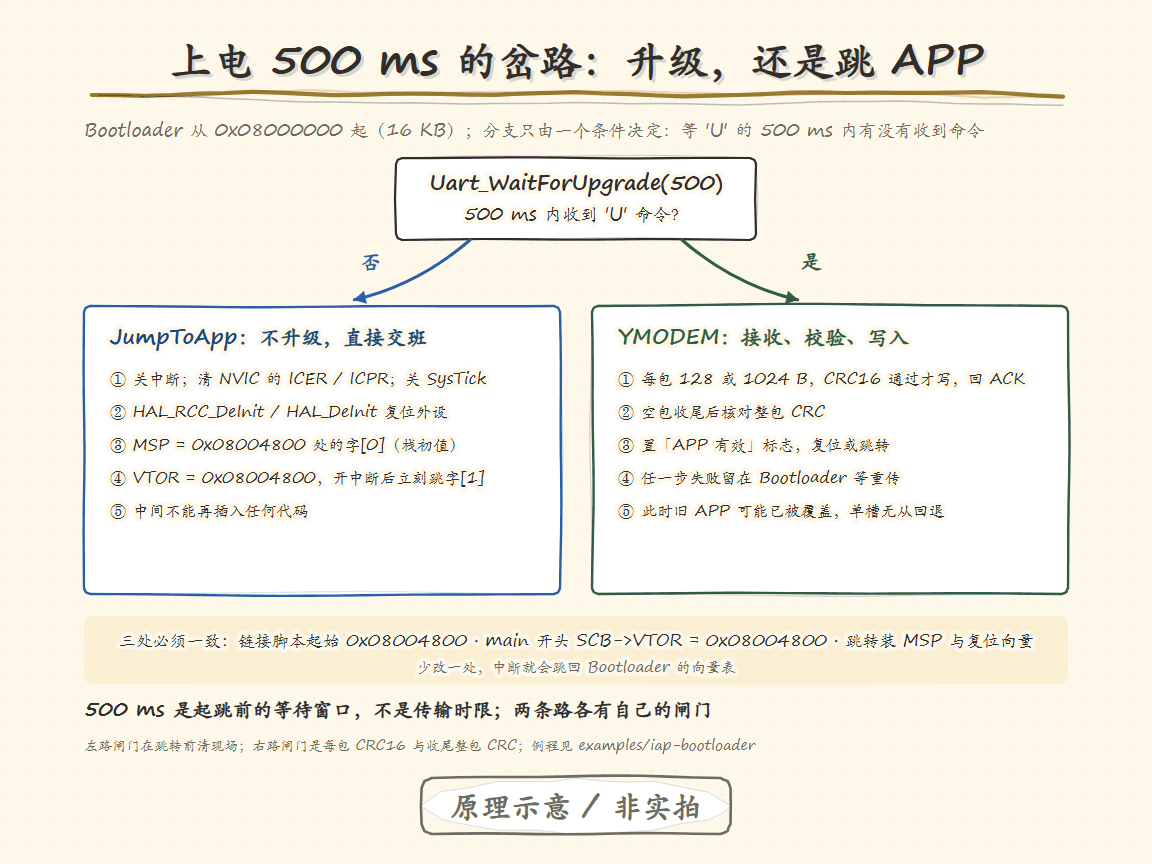 上电 500 ms 的岔路：升级，还是跳 APP
Bootloader 从 0x08000000 起（16 KB）；分支只由一个条件决定：等 'U' 的 500 ms 内有没有收到命令
Uart_WaitForUpgrade(500)
500 ms 内收到 'U' 命令?
否
是
JumpToApp：不升级，直接交班
① 关中断；清 NVIC 的 ICER / ICPR；关 SysTick
② HAL_RCC_DeInit / HAL_DeInit 复位外设
③ MSP = 0x08004800 处的字[0]（栈初值）
④ VTOR = 0x08004800，开中断后立刻跳字[1]
⑤ 中间不能再插入任何代码
YMODEM：接收、校验、写入
① 每包 128 或 1024 B，CRC16 通过才写，回 ACK
② 空包收尾后核对整包 CRC
③ 置「APP 有效」标志，复位或跳转
④ 任一步失败留在 Bootloader 等重传
⑤ 此时旧 APP 可能已被覆盖，单槽无从回退
三处必须一致：链接脚本起始 0x08004800 · main 开头 SCB->VTOR = 0x08004800 · 跳转装 MSP 与复位向量
少改一处，中断就会跳回 Bootloader 的向量表
500 ms 是起跳前的等待窗口，不是传输时限；两条路各有自己的闸门
左路闸门在跳转前清现场；右路闸门是每包 CRC16 与收尾整包 CRC；例程见 examples/iap-bootloader
原理示意 / 非实拍